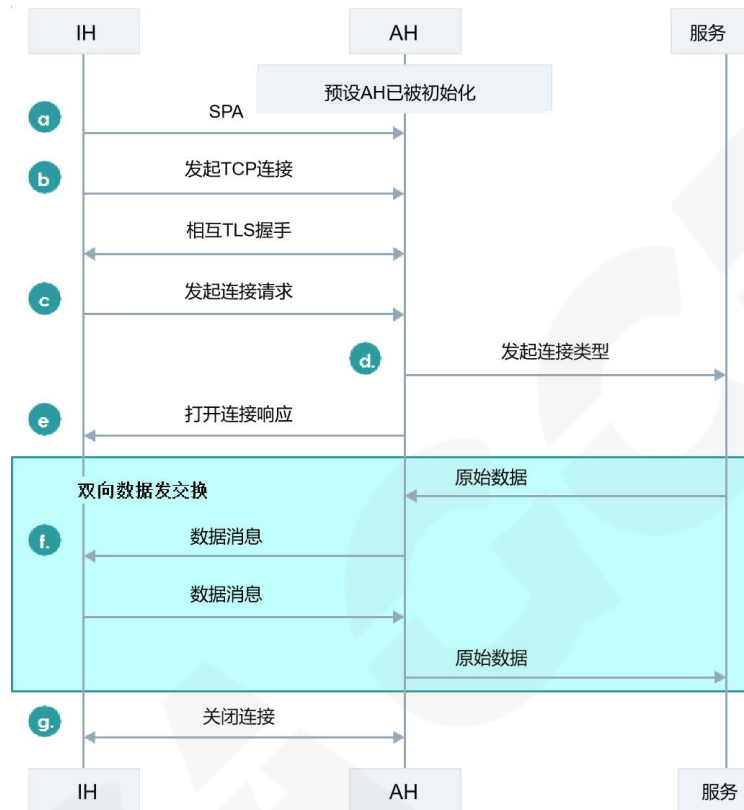 IH AH 服务
预设AH已被初始化
a SPA
b 发起TCP连接
相互TLS握手
c 发起连接请求
d. 发起连接类型
e 打开连接响应
原始数据
双向数据发交换
f. 数据消息
数据消息
原始数据
g. 关闭连接
IH AH 服务